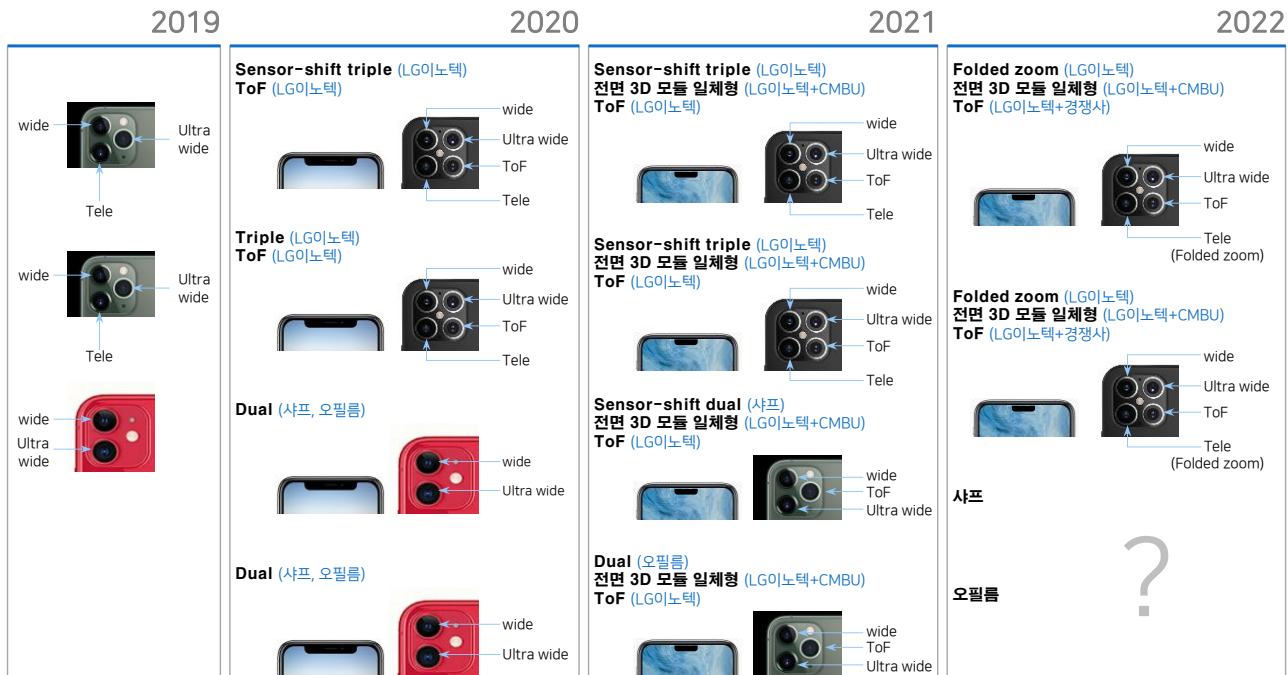 2019
wide
Ultra
wide
Tele
wide
Ultra
wide
Tele
wide
Ultra
wide
2020
Sensor-shift triple (LG이노텍)
ToF (LG이노텍)
wide
Ultra wide
ToF
Tele
Triple (LG이노텍)
ToF (LG이노텍)
wide
Ultra wide
ToF
Tele
Dual (샤프, 오필름)
wide
Ultra wide
Dual (샤프, 오필름)
wide
Ultra wide
2021
Sensor-shift triple (LG이노텍)
전면 3D 모듈 일체형 (LG이노텍+CMBU)
ToF (LG이노텍)
wide
Ultra wide
ToF
Tele
Sensor-shift triple (LG이노텍)
전면 3D 모듈 일체형 (LG이노텍+CMBU)
ToF (LG이노텍)
wide
Ultra wide
ToF
Tele
Sensor-shift dual (샤프)
전면 3D 모듈 일체형 (LG이노텍+CMBU)
ToF (LG이노텍)
wide
ToF
Ultra wide
Dual (오필름)
전면 3D 모듈 일체형 (LG이노텍+CMBU)
ToF (LG이노텍)
wide
ToF
Ultra wide
2022
Folded zoom (LG이노텍)
전면 3D 모듈 일체형 (LG이노텍+CMBU)
ToF (LG이노텍+경쟁사)
wide
Ultra wide
ToF
Tele
(Folded zoom)
Folded zoom (LG이노텍)
전면 3D 모듈 일체형 (LG이노텍+CMBU)
ToF (LG이노텍+경쟁사)
wide
Ultra wide
ToF
Tele
(Folded zoom)
샤프
?
오필름